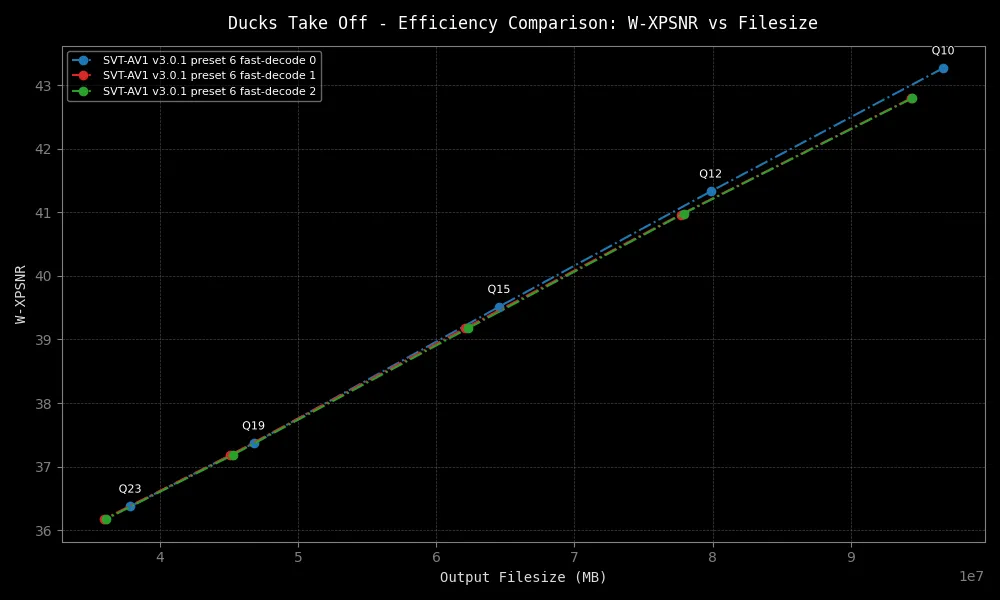 Ducks Take Off - Efficiency Comparison: W-XPSNR vs Filesize
SVT-AV1 v3.0.1 preset 6 fast-decode 0
SVT-AV1 v3.0.1 preset 6 fast-decode 1
SVT-AV1 v3.0.1 preset 6 fast-decode 2
Q10
Q12
Q15
Q19
Q23
43
42
41
40
39
38
37
36
W-XPSNR
4 5 6 7 8 9
1e7
Output Filesize (MB)